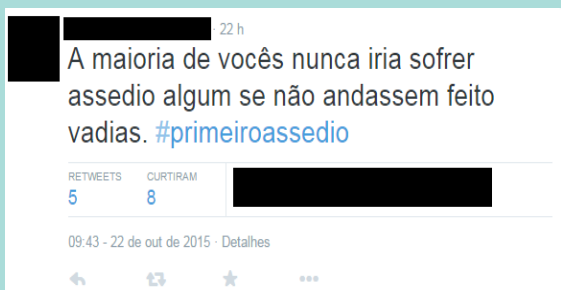 · 22 h
A maioria de vocês nunca iria sofrer
assedio algum se não andassem feito
vadias. #primeiroassedio
RETWEETS CURTIRAM
5 8
09:43 - 22 de out de 2015 · Detalhes